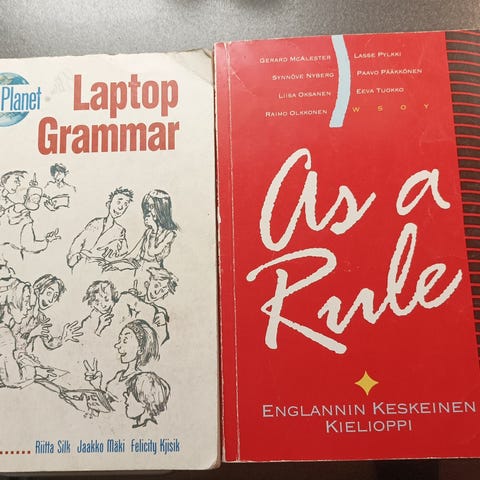 Planet
Laptop
Grammar
Riitta Silk Jaakko Mäki Felicity Kjisik
GERARD MCALESTER
SYNNÖVE NYBERG
LIISA OKSANEN
RAIMO OLKKONEN
LASSE PYLKKI
PAAVO PÄÄKKÖNEN
EEVA TUOKKO
WSOY
As a
Rule
ENGLANNIN KESKEINEN
KIELIOPPI